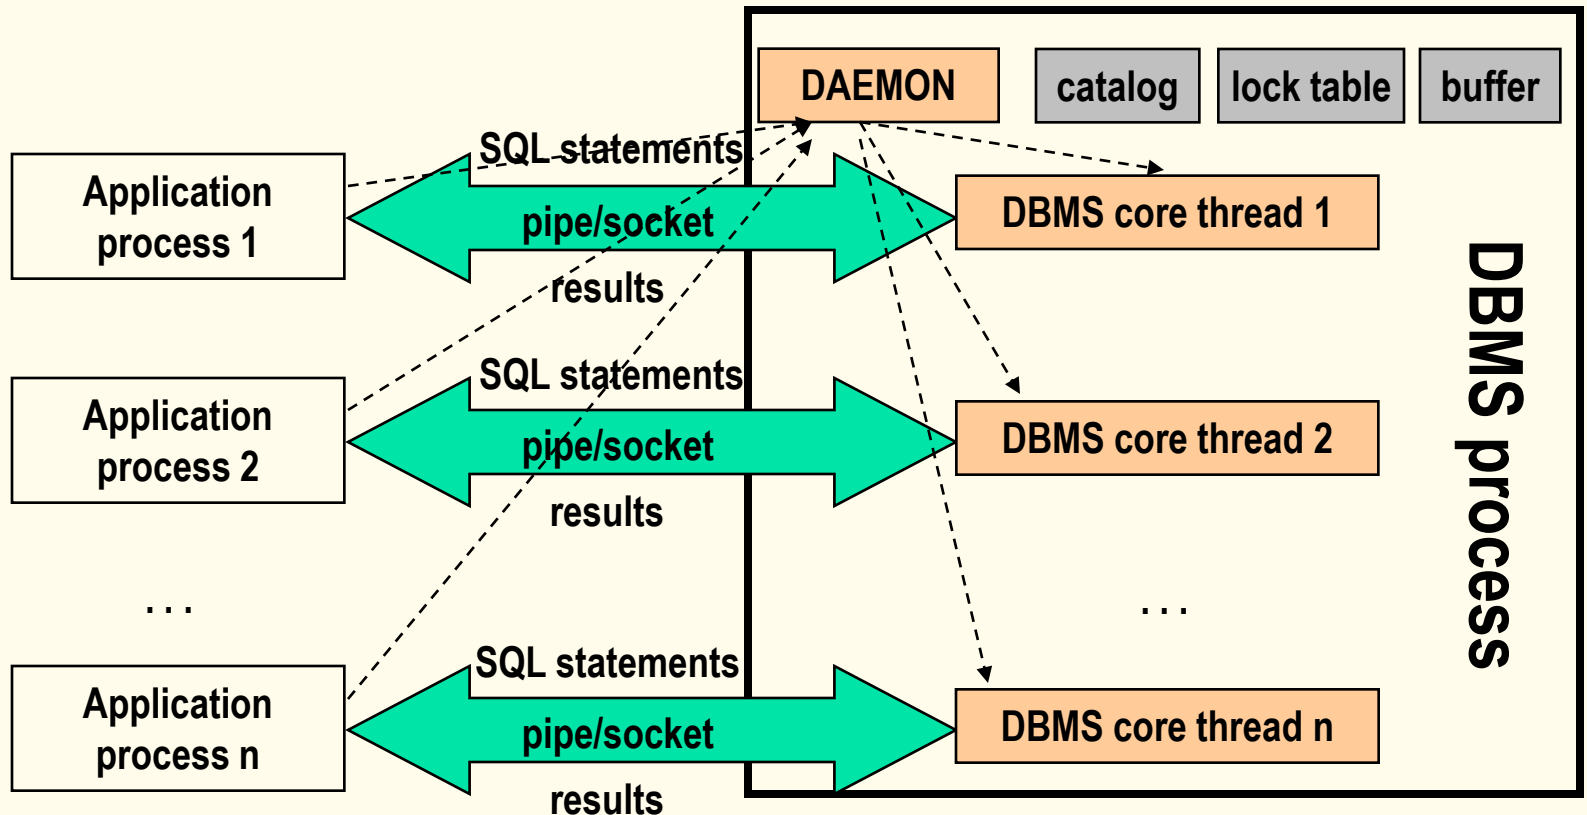 DAEMON
catalog
lock table
buffer
SQL statements
Application
process 1
pipe/socket
DBMS core thread 1
results
SQL statements
Application
process 2
pipe/socket
DBMS core thread 2
results
DBMS process
...
...
SQL statements
Application
process n
pipe/socket
DBMS core thread n
results